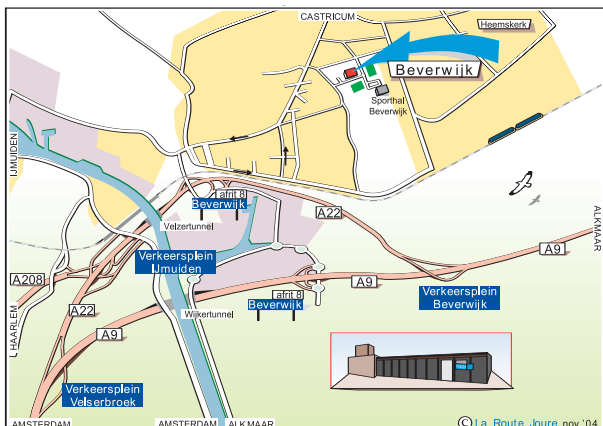 CASTRICUM
Heemskerk
Beverwijk
Sporthal
Beverwijk
IJMUIDEN
afrit 8
Beverwijk
Velzertunnel
A22
ALKMAAR
A9
Verkeersplein
IJmuiden
A208
A9
Verkeersplein
Beverwijk
HAARLEM
A22
afrit 8
Beverwijk
Wijkertunnel
A9
Verkeersplein
Velserbroek
AMSTERDAM
AMSTERDAM
ALKMAAR
© La Route Joure nov '04